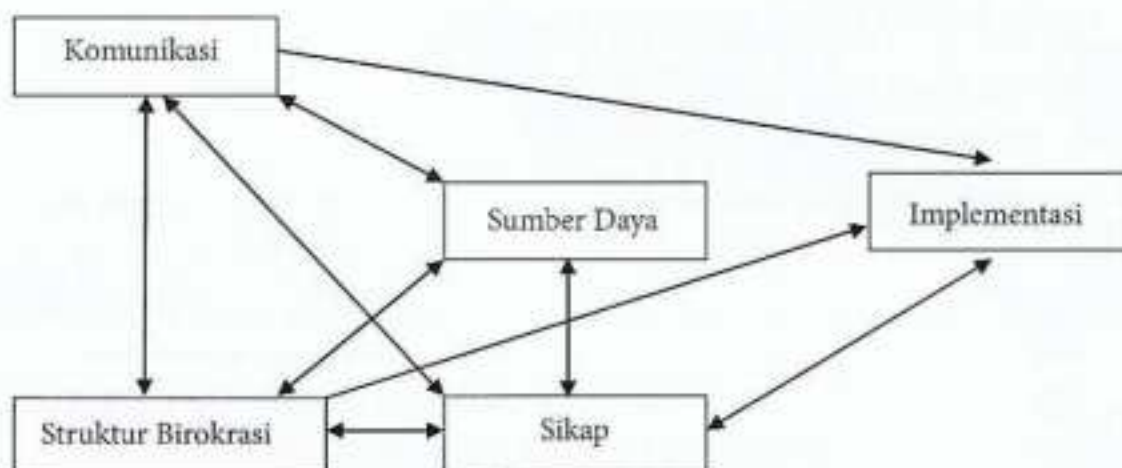 Komunikasi
Sumber Daya
Implementasi
Struktur Birokrasi
Sikap